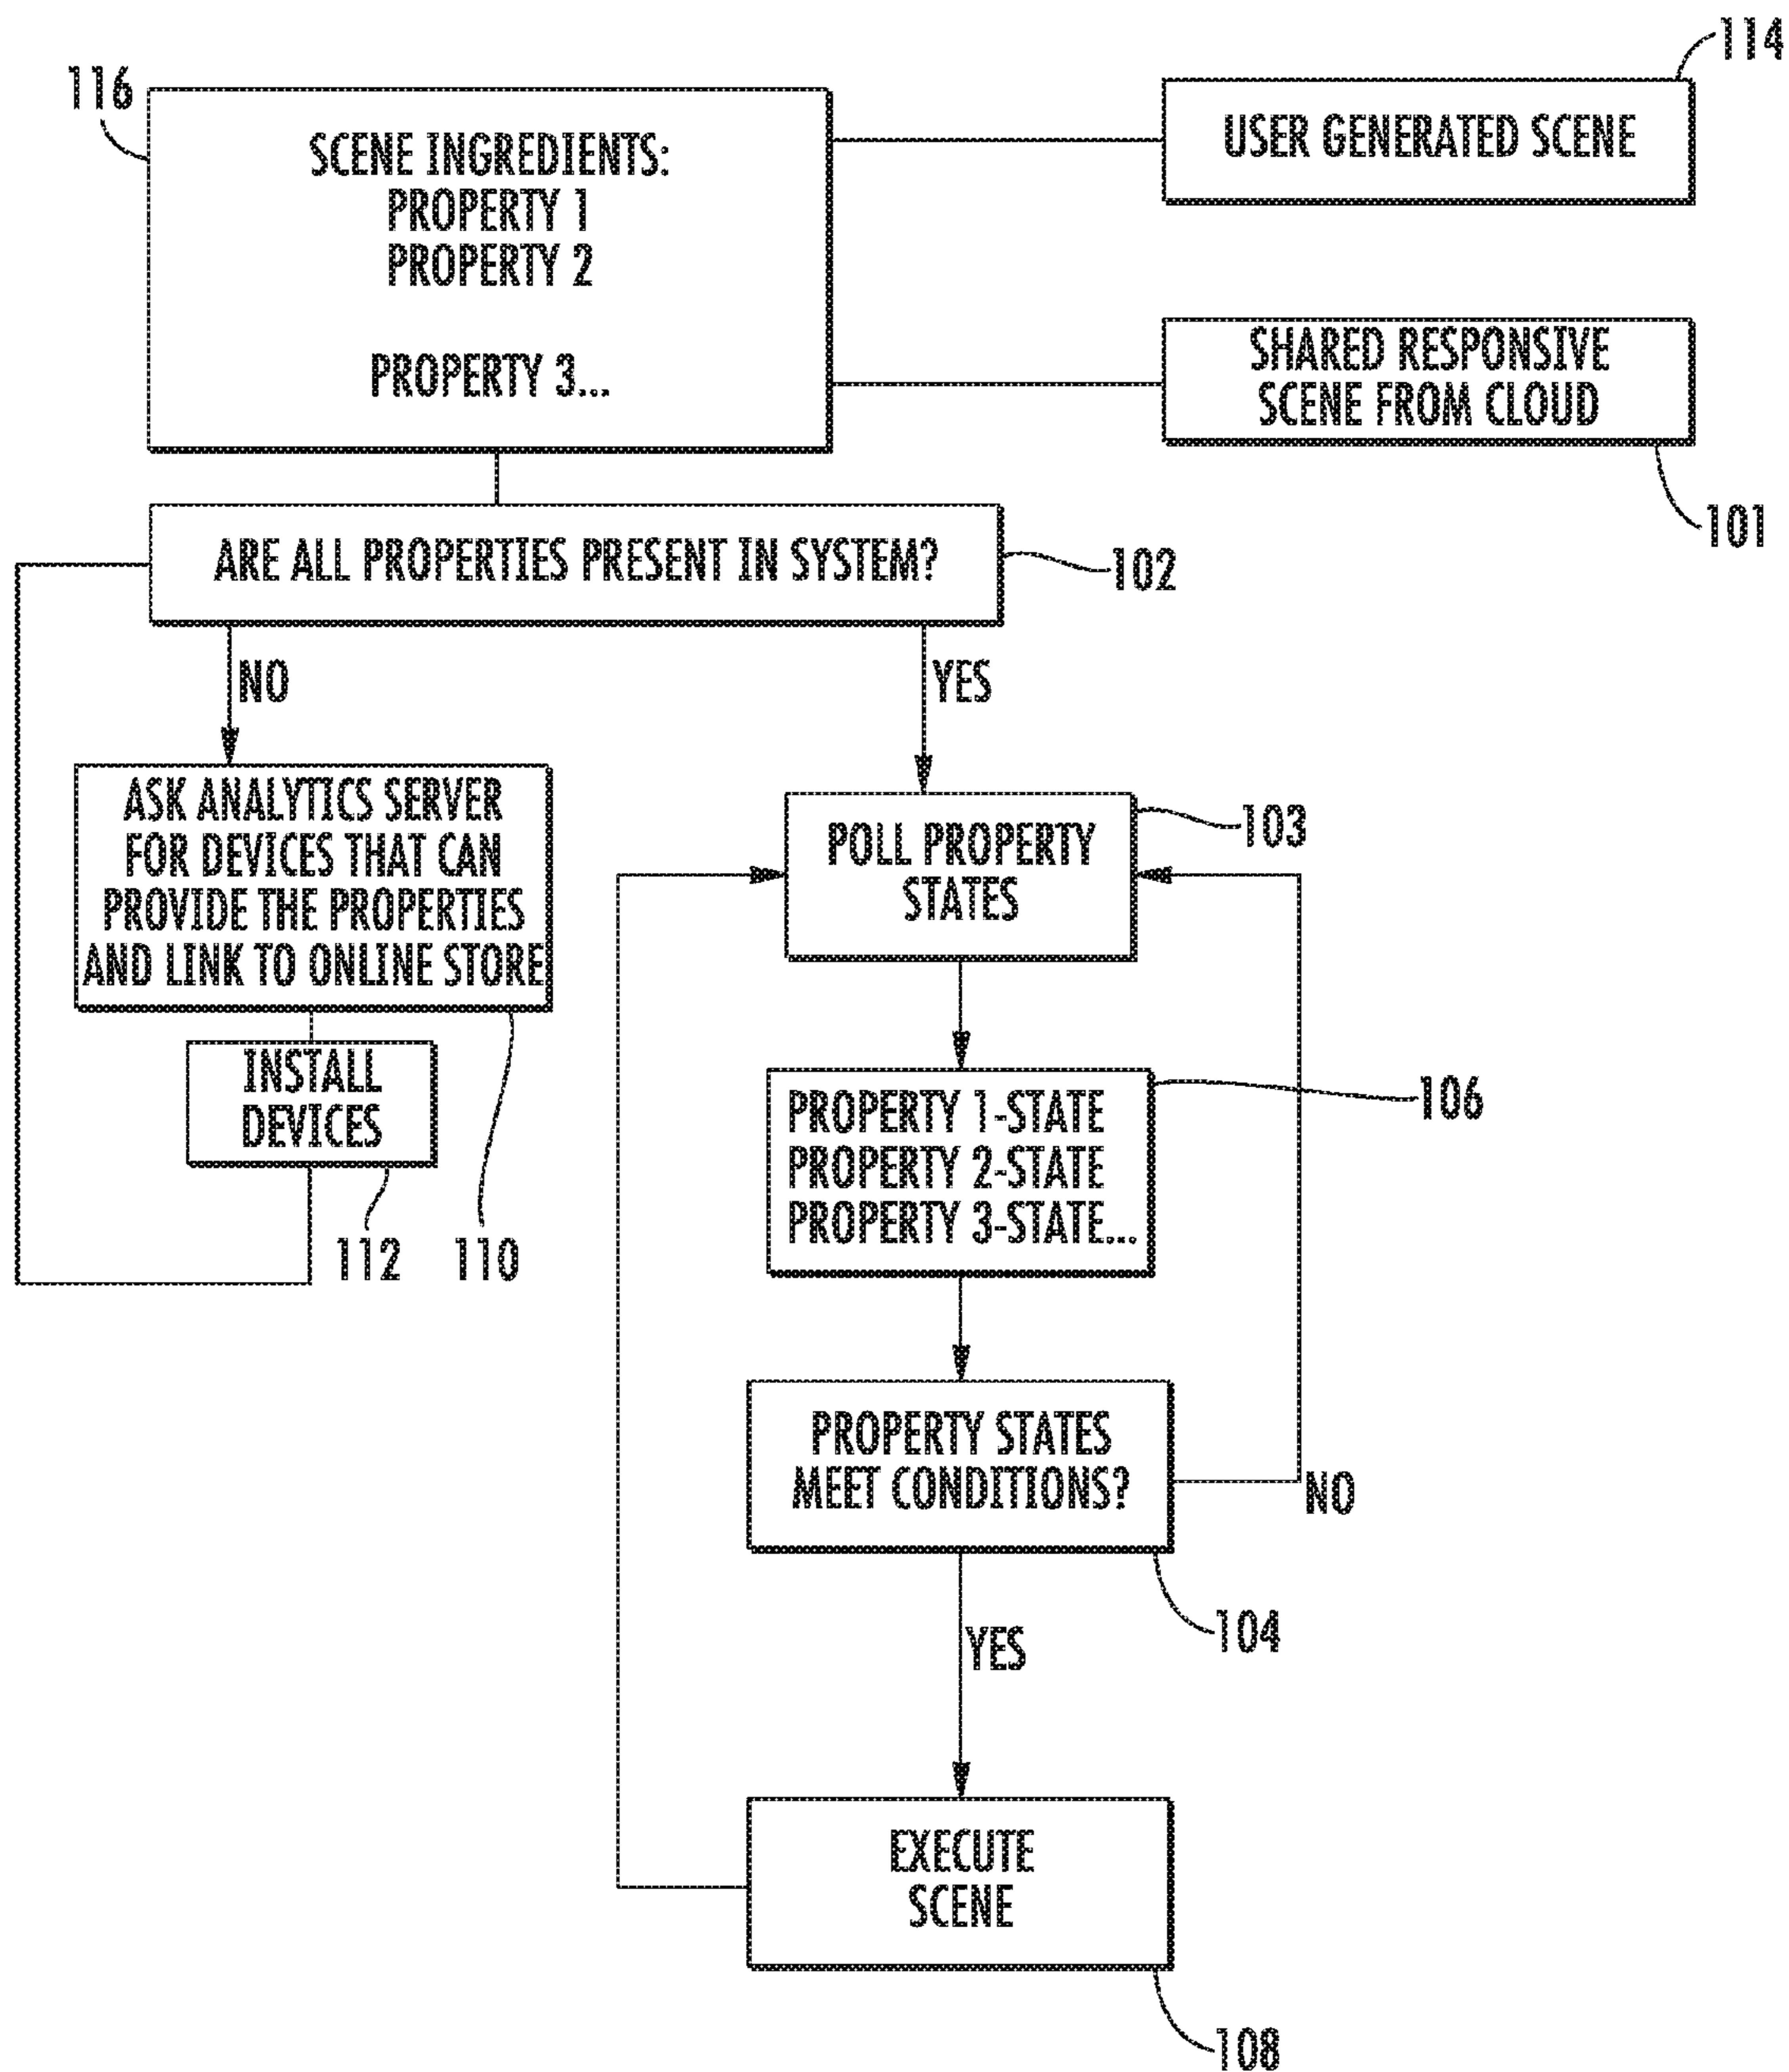 114
116
SCENE INGREDIENTS:
PROPERTY 1
PROPERTY 2
PROPERTY 3...
USER GENERATED SCENE
SHARED RESPONSIVE
SCENE FROM CLOUD
101
ARE ALL PROPERTIES PRESENT IN SYSTEM?
102
NO
YES
ASK ANALYTICS SERVER
FOR DEVICES THAT CAN
PROVIDE THE PROPERTIES
AND LINK TO ONLINE STORE
POLL PROPERTY
STATES
103
INSTALL
DEVICES
112
110
PROPERTY 1-STATE
PROPERTY 2-STATE
PROPERTY 3-STATE...
106
PROPERTY STATES
MEET CONDITIONS?
NO
104
YES
EXECUTE
SCENE
108